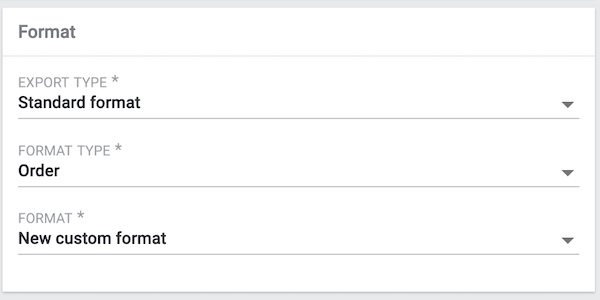 Format
EXPORT TYPE *
Standard format
FORMAT TYPE *
Order
FORMAT *
New custom format